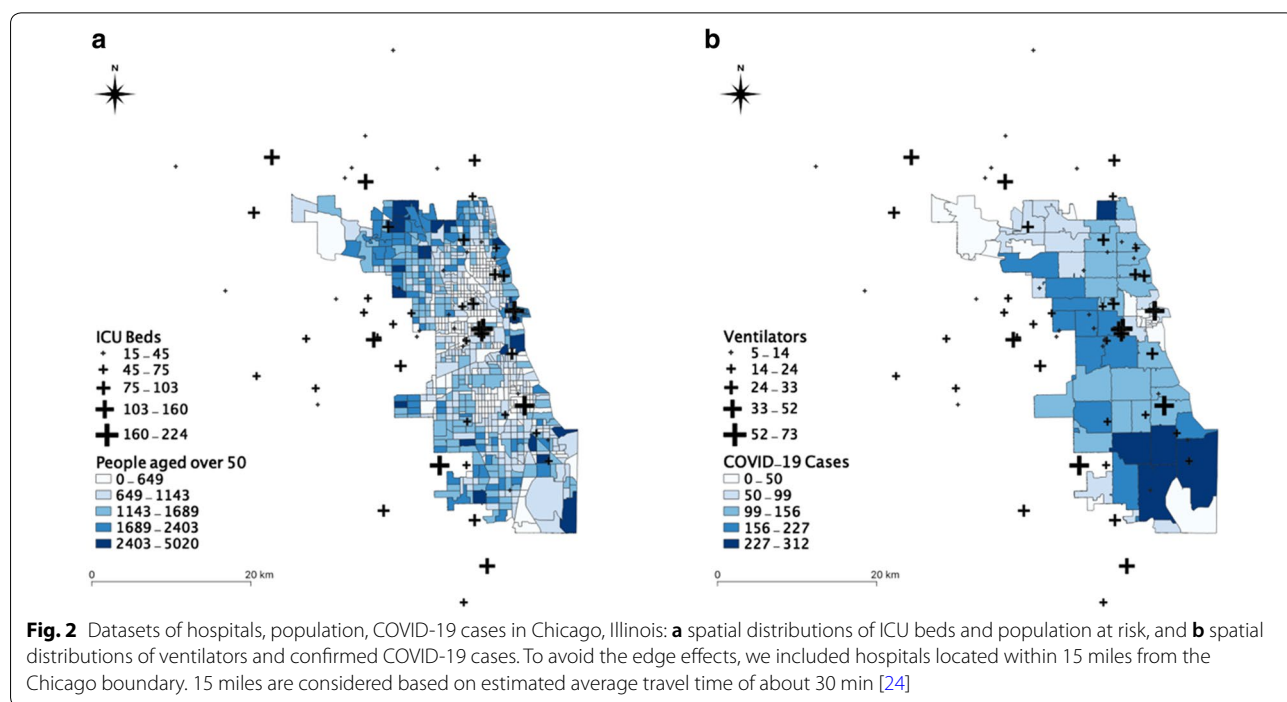 a
N
ICU Beds
15–45
45–75
75–103
103–160
160–224
People aged over 50
0–649
649–1143
1143–1689
1689–2403
2403–5020
0 20 km
b
N
Ventilators
5–14
14–24
24–33
33–52
52–73
COVID–19 Cases
0–50
50–99
99–156
156–227
227–312
0 20 km
Fig. 2 Datasets of hospitals, population, COVID-19 cases in Chicago, Illinois: a spatial distributions of ICU beds and population at risk, and b spatial
distributions of ventilators and confirmed COVID-19 cases. To avoid the edge effects, we included hospitals located within 15 miles from the
Chicago boundary. 15 miles are considered based on estimated average travel time of about 30 min [24]